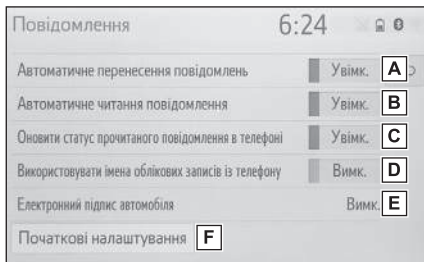 Повідомлення 6:24
Автоматичне перенесення повідомлень Увімк. A
Автоматичне читання повідомлення Увімк. B
Оновити статус прочитаного повідомлення в телефоні Увімк. C
Використовувати імена облікових записів із телефону Вимк. D
Електронний підпис автомобіля Вимк. E
Початкові налаштування F